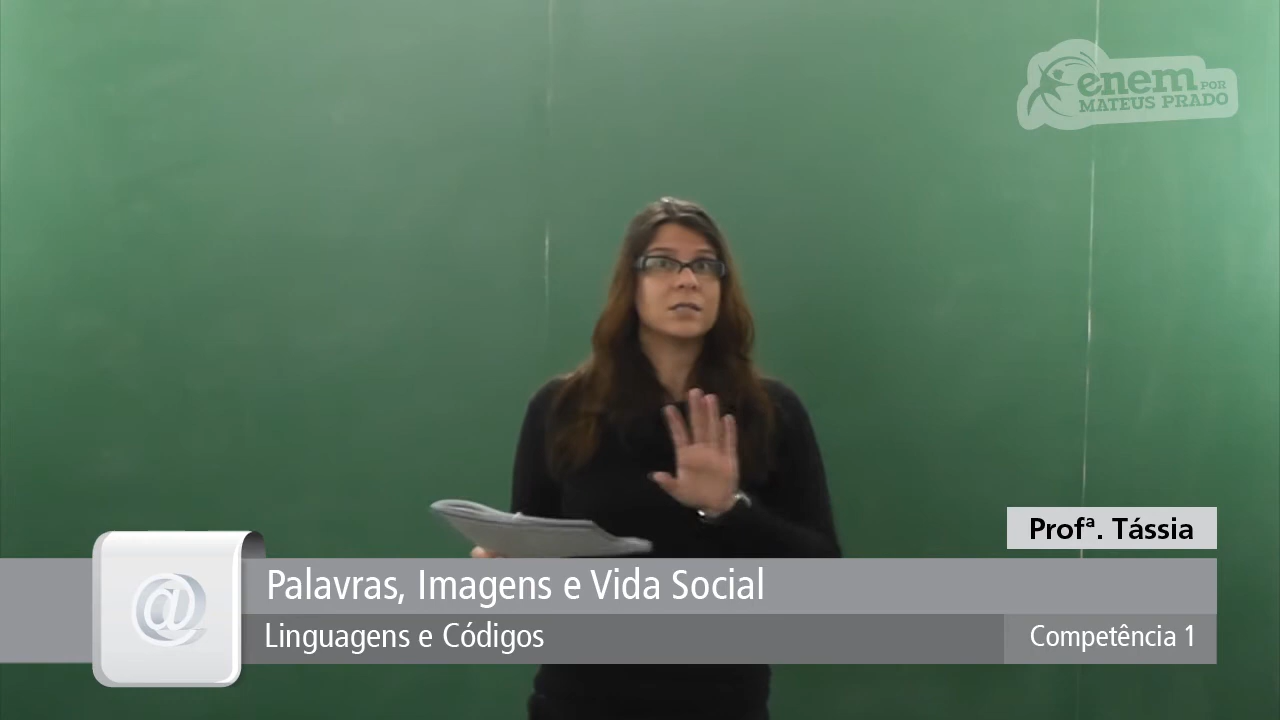 enem POR
MATEUS PRADO
Profª. Tássia
@
Palavras, Imagens e Vida Social
Linguagens e Códigos
Competência 1